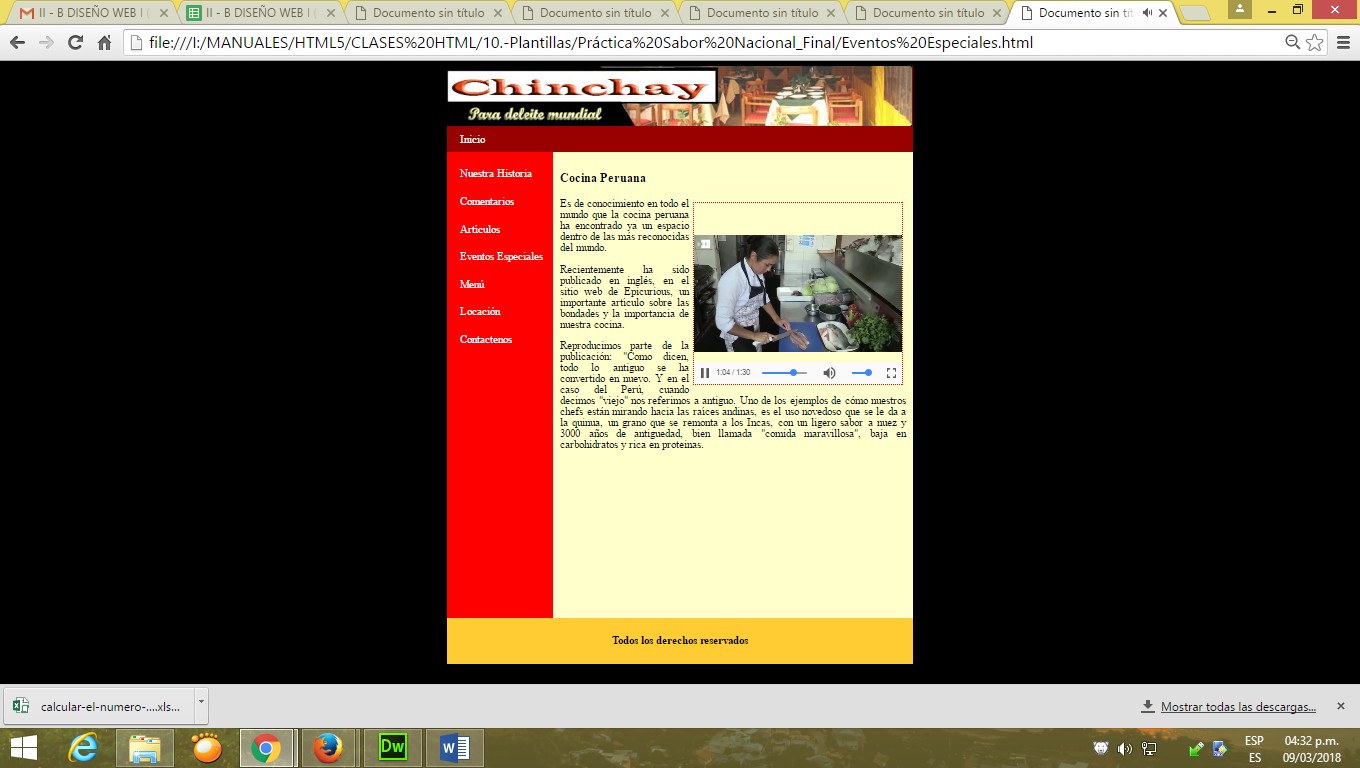 II - B DISEÑO WEB I (
II - B DISEÑO WEB I (
Documento sin título
Documento sin título
Documento sin título
Documento sin título
Documento sin tít
file:///I:/MANUALES/HTML5/CLASES%20HTML/10.-Plantillas/Práctica%20Sabor%20Nacional_Final/Eventos%20Especiales.html
Chinchay
Para deleite mundial
Inicio
Nuestra Historia
Comentarios
Artículos
Eventos Especiales
Menú
Locación
Contactenos
Cocina Peruana
Es de conocimiento en todo el
mundo que la cocina peruana
ha encontrado ya un espacio
dentro de las más reconocidas
del mundo.
Recientemente ha sido
publicado en inglés, en el
sitio web de Epicurious, un
importante artículo sobre las
bondades y la importancia de
nuestra cocina.
Reproducimos parte de la
publicación: "Como dicen,
todo lo antiguo se ha
convertido en nuevo. Y en el
caso del Perú, cuando
decimos "viejo" nos referimos a antiguo. Uno de los ejemplos de cómo nuestros
chefs están mirando hacia las raíces andinas, es el uso novedoso que se le da a
la quinua, un grano que se remonta a los Incas, con un ligero sabor a nuez y
3000 años de antiguedad, bien llamada "comida maravillosa", baja en
carbohidratos y rica en proteínas.
1:04 / 1:30
Todos los derechos reservados
calcular-el-numero-....xls...
Mostrar todas las descargas...
Dw
ESP
ES
04:32 p.m.
09/03/2018